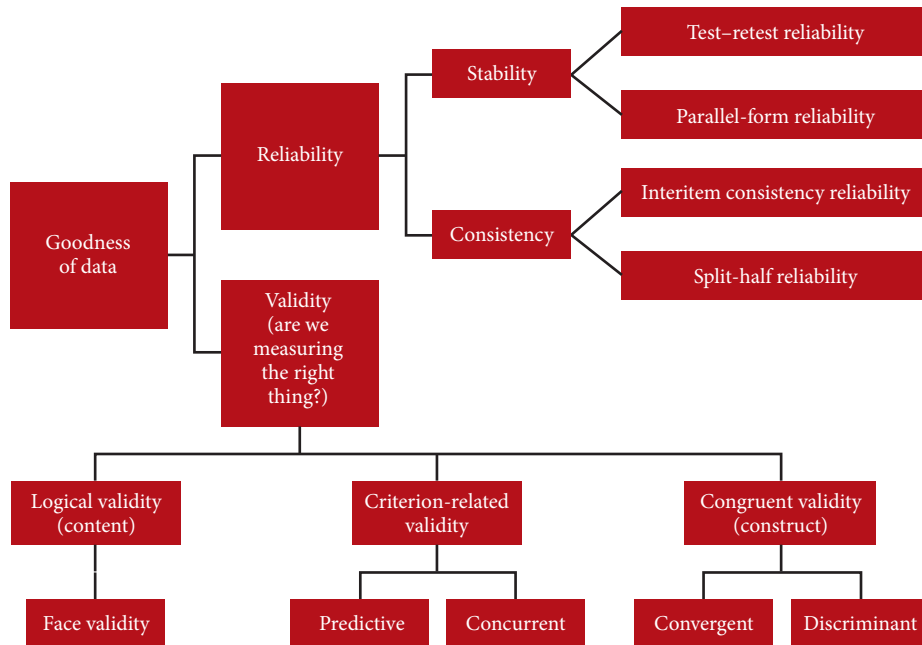 Test–retest reliability
Stability
Parallel-form reliability
Reliability
Interitem consistency reliability
Consistency
Split-half reliability
Goodness
of data
Validity
(are we
measuring
the right
thing?)
Logical validity
(content)
Criterion-related
validity
Congruent validity
(construct)
Face validity
Predictive
Concurrent
Convergent
Discriminant